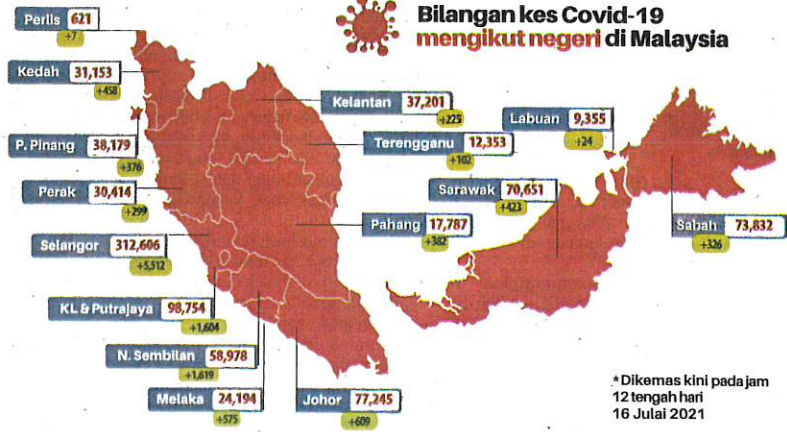 Bilangan kes Covid-19
mengikut negeri di Malaysia
Perlis 621
+7
Kedah 31,153
+458
P. Pinang 38,179
+376
Perak 30,414
+299
Selangor 312,606
+5,512
KL & Putrajaya 98,754
+1,604
N. Sembilan 58,978
+1,619
Melaka 24,194
+575
Johor 77,245
+609
Kelantan 37,201
+225
Terengganu 12,353
+102
Pahang 17,787
+382
Labuan 9,355
+24
Sarawak 70,651
+423
Sabah 73,832
+326
*Dikemas kini pada jam
12 tengah hari
16 Julai 2021